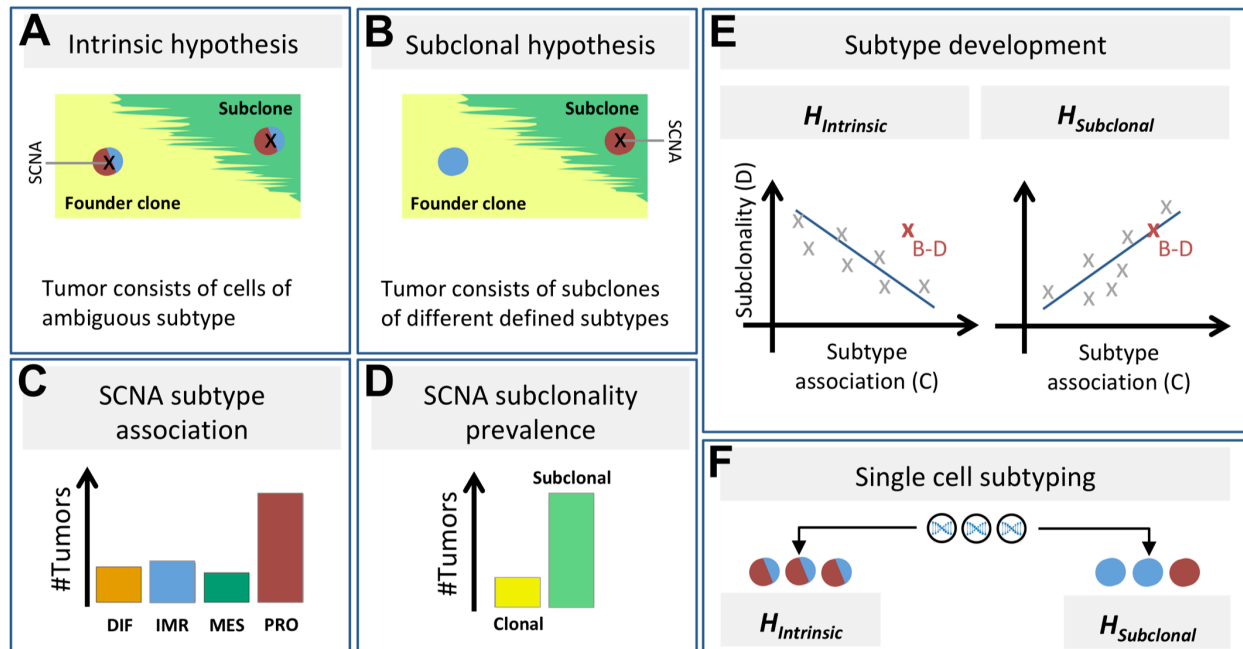 A
Intrinsic hypothesis
Subclone
X
SCNA
X
Founder clone
Tumor consists of cells of
ambiguous subtype
B
Subclonal hypothesis
Subclone
X
SCNA
Founder clone
Tumor consists of subclones
of different defined subtypes
C
SCNA subtype
association
#Tumors
DIF IMR MES PRO
D
SCNA subclonality
prevalence
#Tumors
Subclonal
Clonal
E
Subtype development
H Intrinsic
H Subclonal
Subclonality (D)
X X X X X X X X
X
B-D
Subtype
association (C)
X X X X X X X
X
B-D
Subtype
association (C)
F
Single cell subtyping
H Intrinsic
H Subclonal